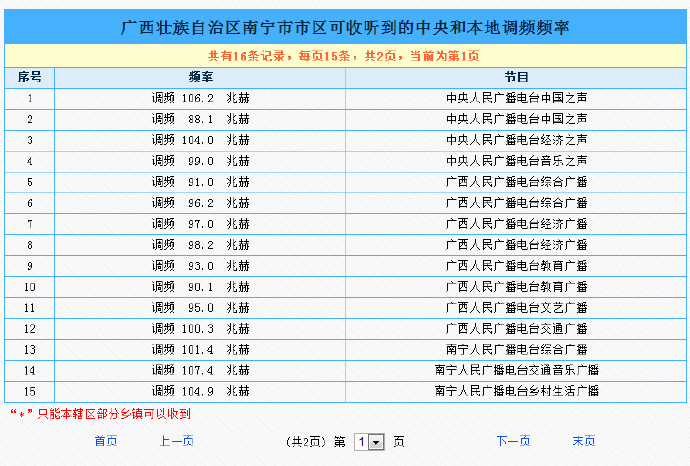 广西壮族自治区南宁市市区可收听到的中央和本地调频频率
共有16条记录，每页15条，共2页，当前为第1页
序号 频率 节目
1 调频 106.2 兆赫 中央人民广播电台中国之声
2 调频 88.1 兆赫 中央人民广播电台中国之声
3 调频 104.0 兆赫 中央人民广播电台经济之声
4 调频 99.0 兆赫 中央人民广播电台音乐之声
5 调频 91.0 兆赫 广西人民广播电台综合广播
6 调频 96.2 兆赫 广西人民广播电台综合广播
7 调频 97.0 兆赫 广西人民广播电台经济广播
8 调频 98.2 兆赫 广西人民广播电台经济广播
9 调频 93.0 兆赫 广西人民广播电台教育广播
10 调频 90.1 兆赫 广西人民广播电台教育广播
11 调频 95.0 兆赫 广西人民广播电台文艺广播
12 调频 100.3 兆赫 广西人民广播电台交通广播
13 调频 101.4 兆赫 南宁人民广播电台综合广播
14 调频 107.4 兆赫 南宁人民广播电台交通音乐广播
15 调频 104.9 兆赫 南宁人民广播电台乡村生活广播
“*”只能本辖区部分乡镇可以收到
首页 上一页 (共2页) 第 1 页 下一页 末页